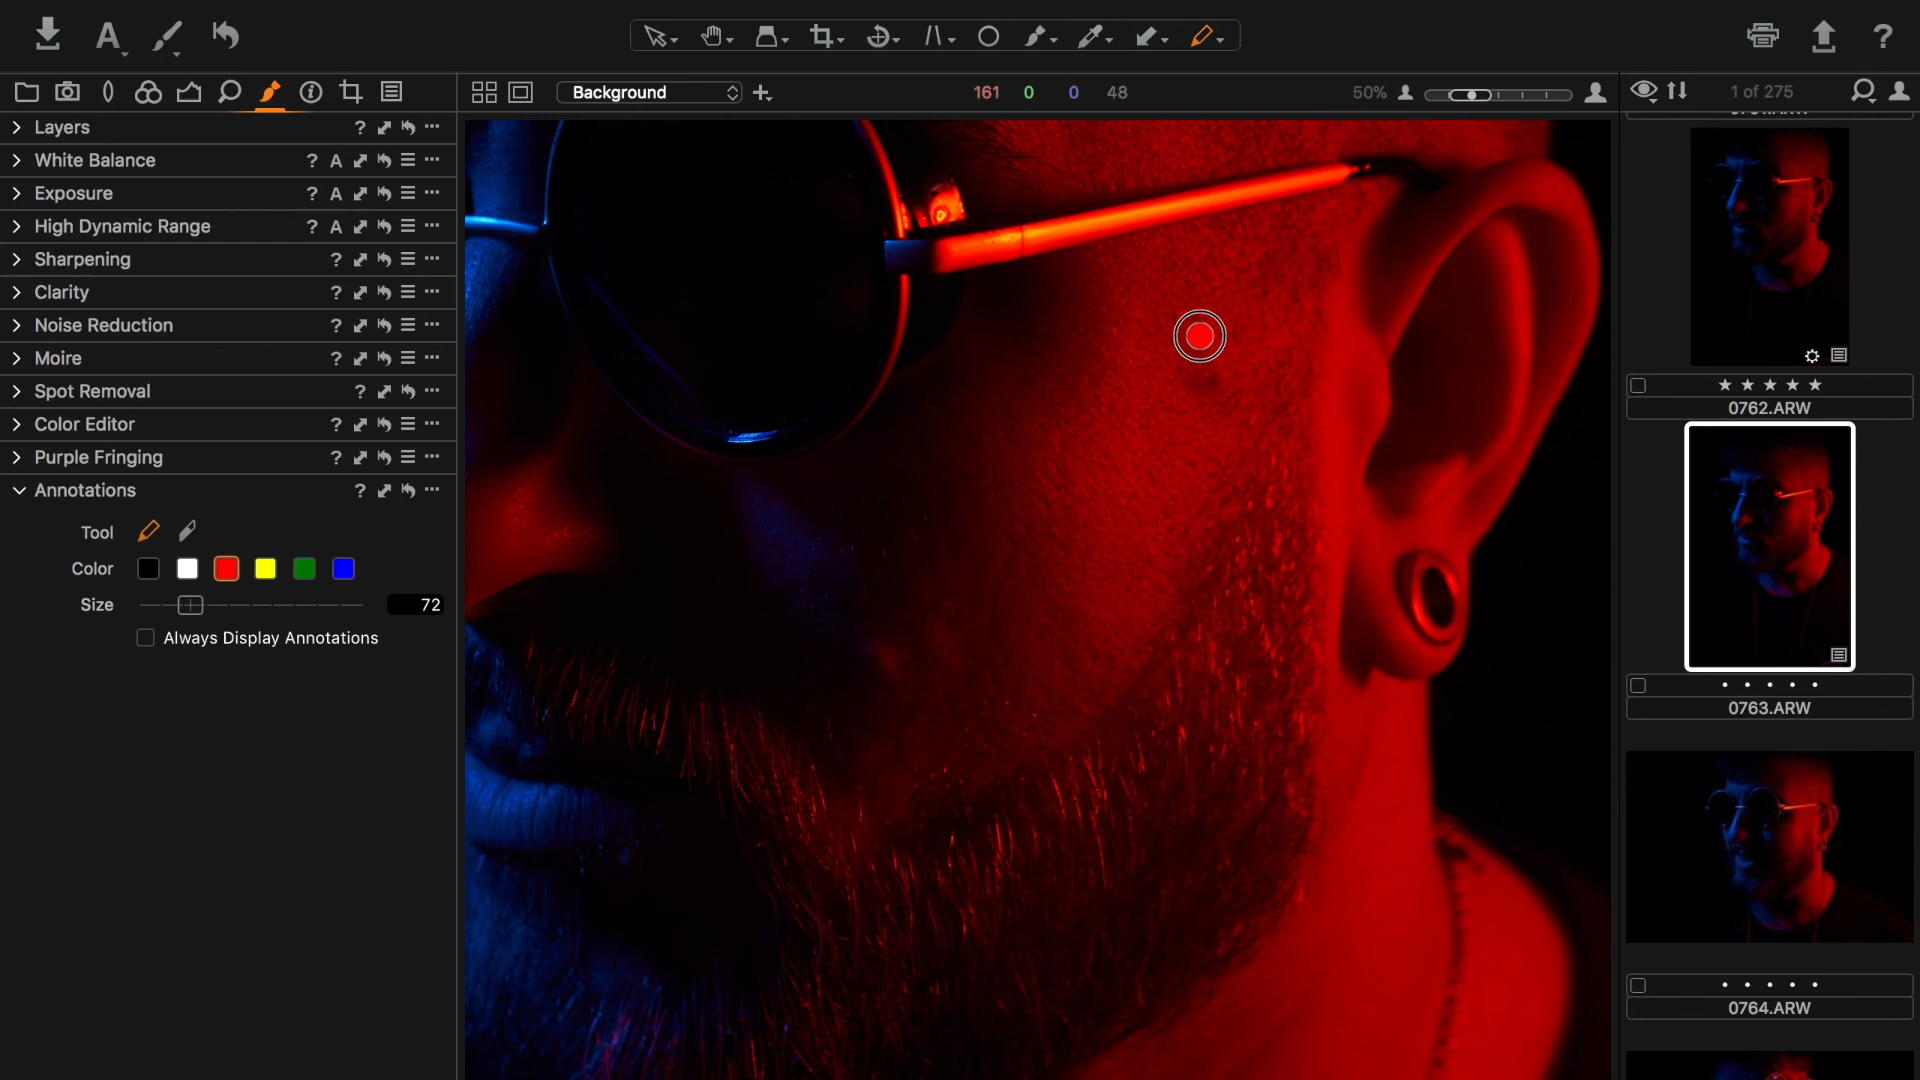 A
Background
161 0 0 48
50%
1 of 275
Layers ?
White Balance ? A
Exposure ? A
High Dynamic Range ? A
Sharpening ?
Clarity ?
Noise Reduction ?
Moire ?
Spot Removal ?
Color Editor ?
Purple Fringing ?
Annotations ?
Tool
Color
Size 72
Always Display Annotations
?
0762.ARW
0763.ARW
0764.ARW